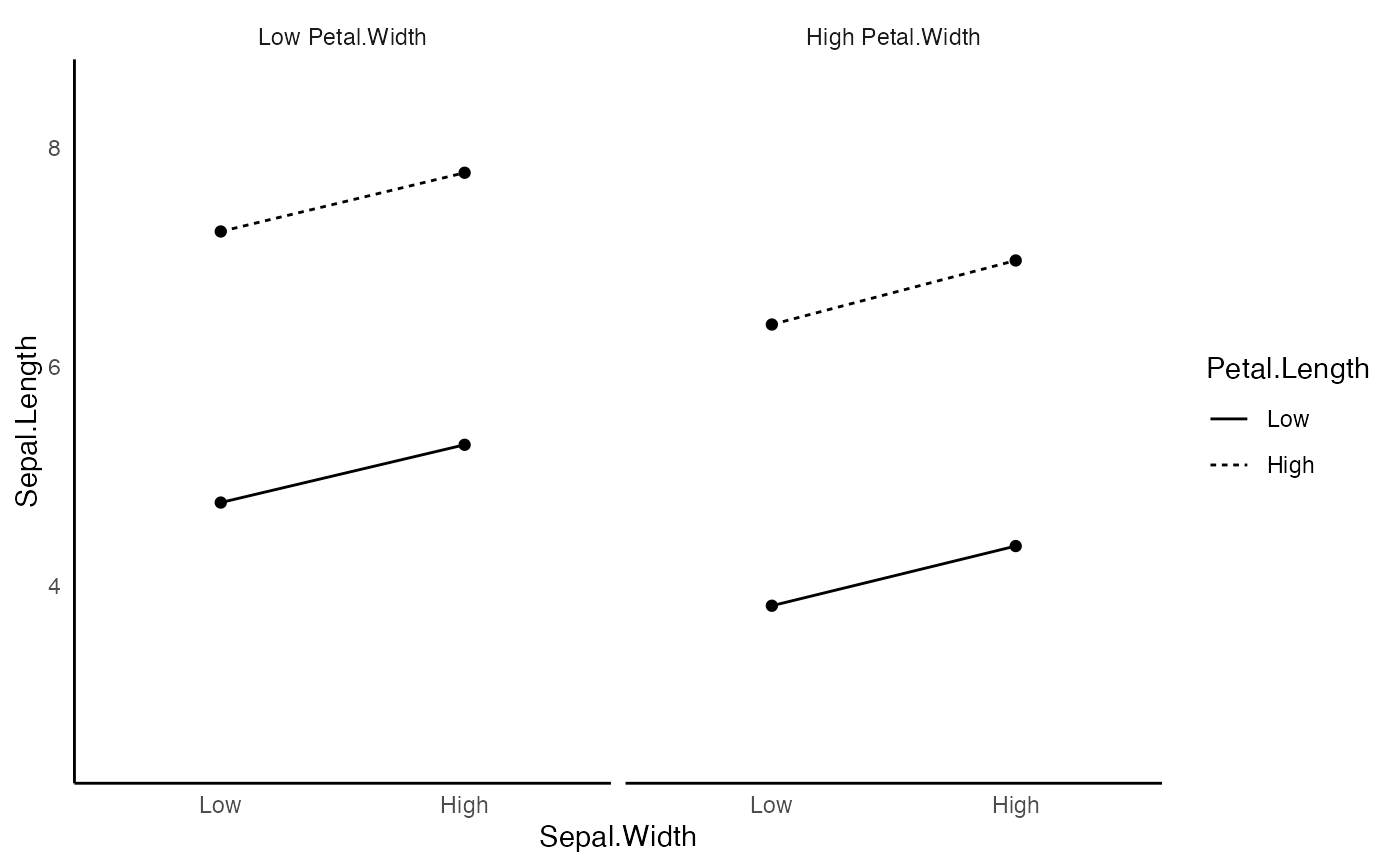 Low Petal.Width
High Petal.Width
8
6
4
Sepal.Length
Low
High
Low
High
Sepal.Width
Petal.Length
Low
High